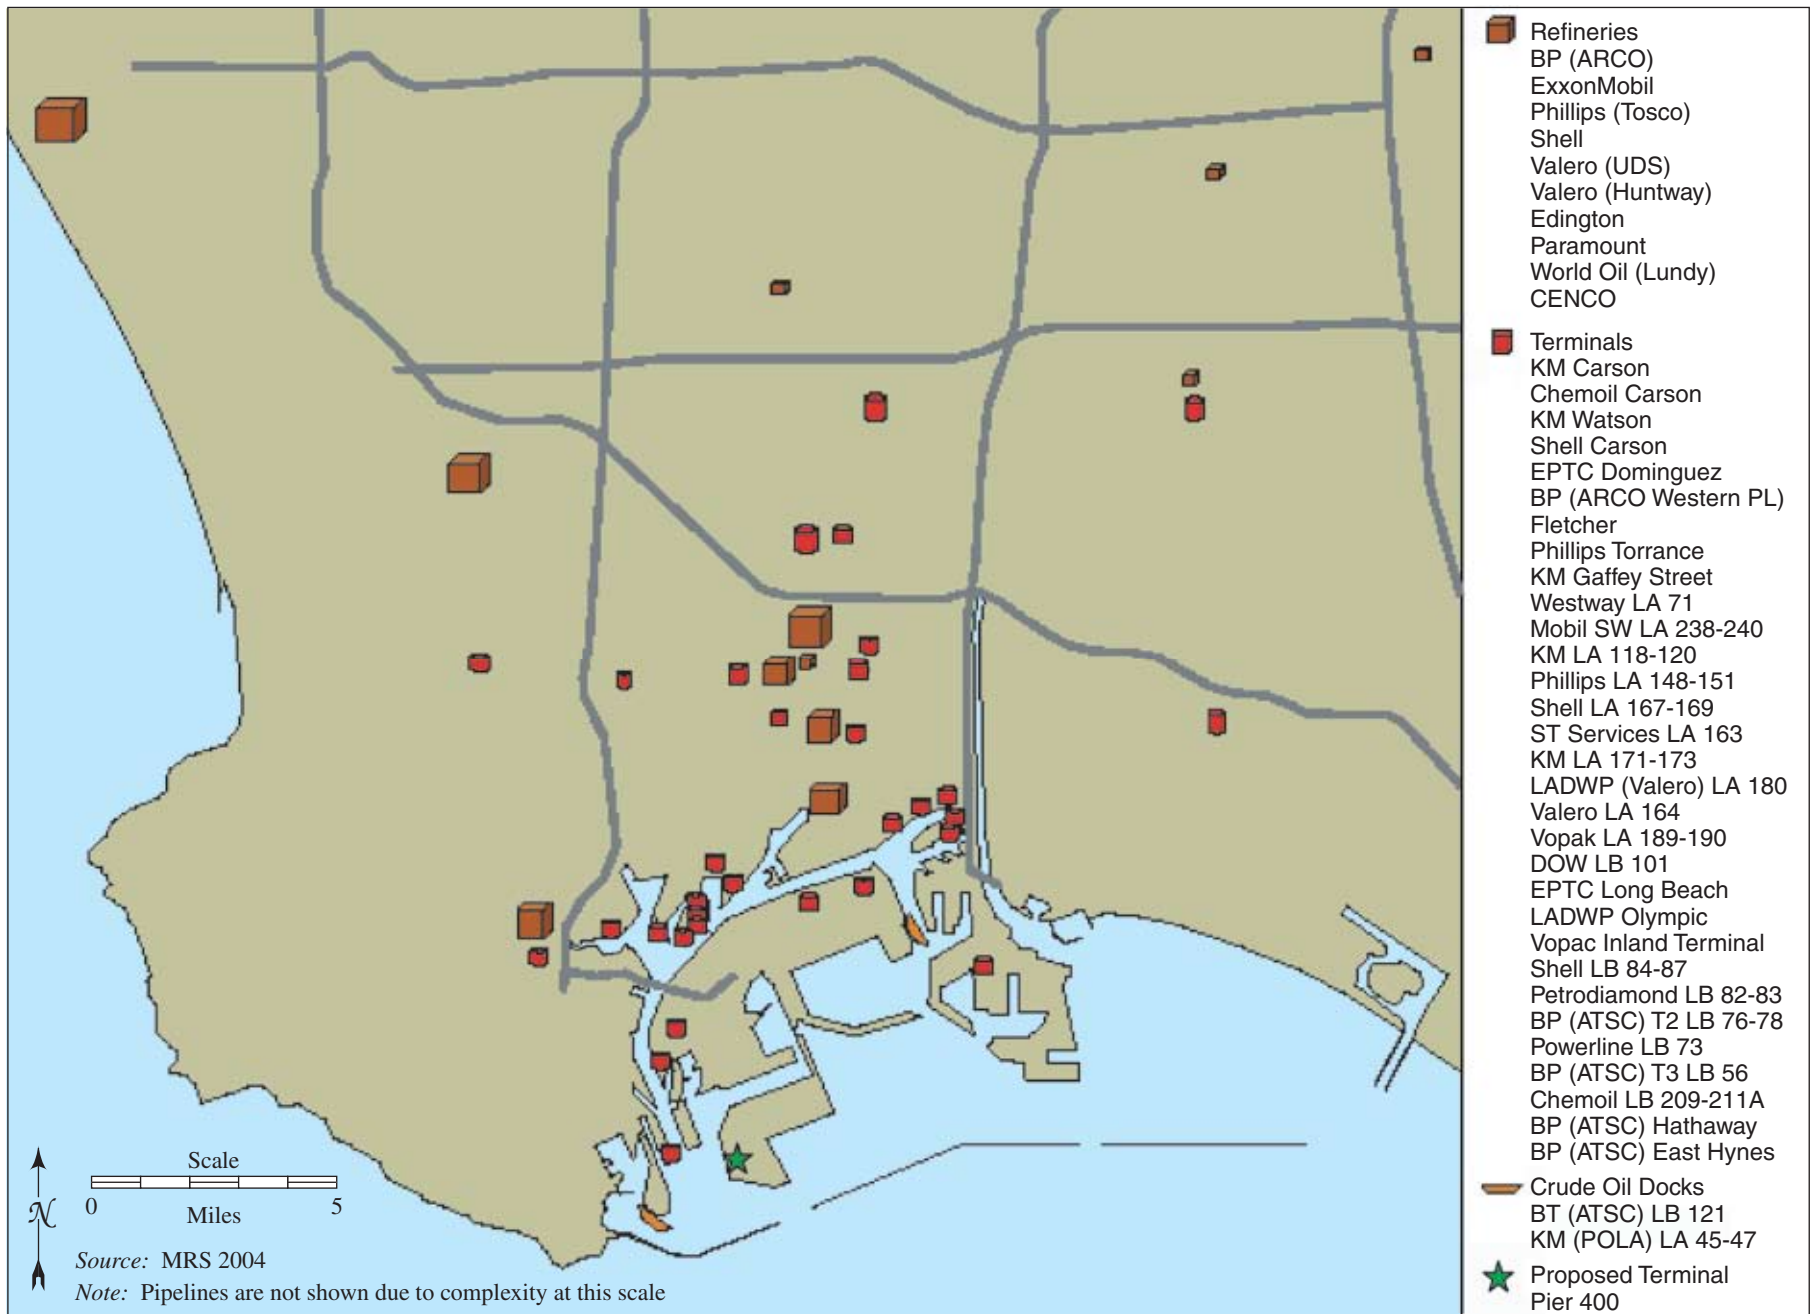 Refineries
BP (ARCO)
ExxonMobil
Phillips (Tosco)
Shell
Valero (UDS)
Valero (Huntway)
Edington
Paramount
World Oil (Lundy)
CENCO
Terminals
KM Carson
Chemoil Carson
KM Watson
Shell Carson
EPTC Dominguez
BP (ARCO Western PL)
Fletcher
Phillips Torrance
KM Gaffey Street
Westway LA 71
Mobil SW LA 238-240
KM LA 118-120
Phillips LA 148-151
Shell LA 167-169
ST Services LA 163
KM LA 171-173
LADWP (Valero) LA 180
Valero LA 164
Vopak LA 189-190
DOW LB 101
EPTC Long Beach
LADWP Olympic
Vopac Inland Terminal
Shell LB 84-87
Petrodiamond LB 82-83
BP (ATSC) T2 LB 76-78
Powerline LB 73
BP (ATSC) T3 LB 56
Chemoil LB 209-211A
BP (ATSC) Hathaway
BP (ATSC) East Hynes
Crude Oil Docks
BT (ATSC) LB 121
KM (POLA) LA 45-47
Proposed Terminal
Pier 400
N
Scale
0 5
Miles
Source: MRS 2004
Note: Pipelines are not shown due to complexity at this scale